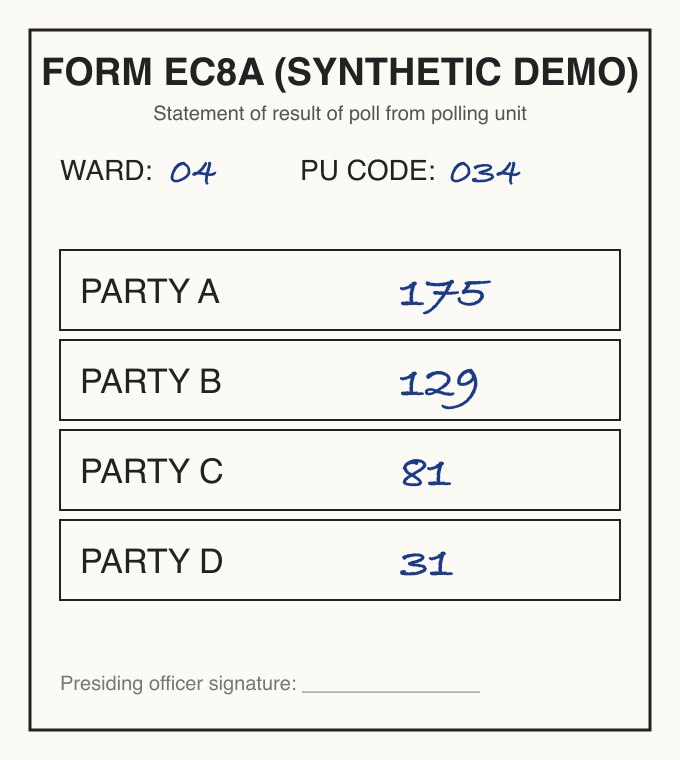 FORM EC8A (SYNTHETIC DEMO)
Statement of result of poll from polling unit
WARD: 04 PU CODE: 034
PARTY A 175
PARTY B 129
PARTY C 81
PARTY D 31
Presiding officer signature: ________________